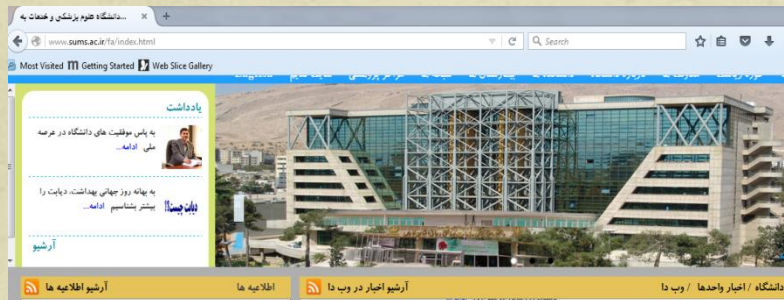 دانشگاه علوم پزشکی و خدمات به...
www.sums.ac.ir/fa/index.html
Search
Most Visited Getting Started Web Slice Gallery
یادداشت
به پاس موفقیت های دانشگاه در عرصه
ملی ادامه...
به بهانه روز جهانی بهداشت، دیابت را
بیشتر بشناسیم ادامه...
دیابت چیست؟!
آرشیو
دانشگاه / اخبار واحدها / وب دا
آرشیو اخبار در وب دا
اطلاعیه ها
آرشیو اطلاعیه ها